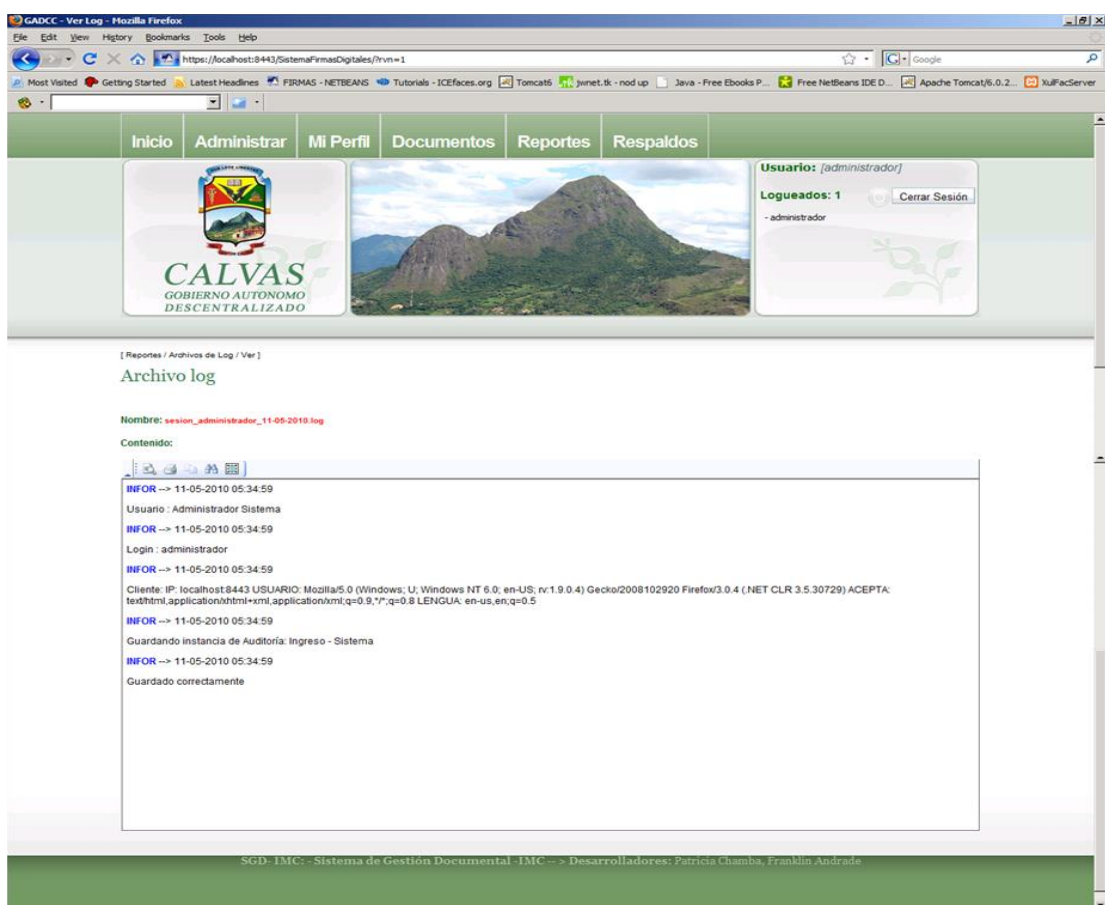 GADCC - Ver Log - Mozilla Firefox
File Edit View History Bookmarks Tools Help
https://localhost:8443/SistemaFirmasDigitales/?rvn=1
Google
Most Visited Getting Started Latest Headlines FIRMAS - NETBEANS Tutorials - ICEfaces.org Tomcat6 jwnet.tk - nod up Java - Free Ebooks P... Free NetBeans IDE D... Apache Tomcat/6.0.2... XulFacServer
Inicio Administrar Mi Perfil Documentos Reportes Respaldos
Usuario: [administrador]
Logueados: 1 Cerrar Sesión
- administrador
CALVAS
GOBIERNO AUTONOMO
DESCENTRALIZADO
[ Reportes / Archivos de Log / Ver ]
Archivo log
Nombre: sesion_administrador_11-05-2010.log
Contenido:
INFOR --> 11-05-2010 05:34:59
Usuario : Administrador Sistema
INFOR --> 11-05-2010 05:34:59
Login : administrador
INFOR --> 11-05-2010 05:34:59
Cliente: IP: localhost:8443 USUARIO: Mozilla/5.0 (Windows; U; Windows NT 6.0; en-US; rv:1.9.0.4) Gecko/2008102920 Firefox/3.0.4 (.NET CLR 3.5.30729) ACEPTA:
text/html,application/xhtml+xml,application/xml;q=0.9,*/*;q=0.8 LENGUA: en-us,en;q=0.5
INFOR --> 11-05-2010 05:34:59
Guardando instancia de Auditoría: Ingreso - Sistema
INFOR --> 11-05-2010 05:34:59
Guardado correctamente
SGD- IMC: - Sistema de Gestión Documental -IMC -- > Desarrolladores: Patricia Chamba, Franklin Andrade